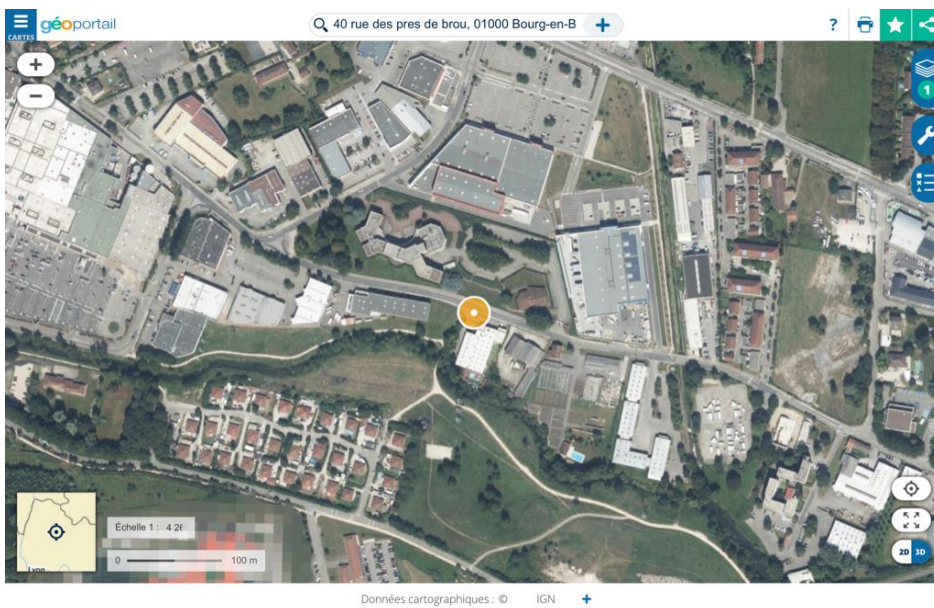 CARTES
géoportail
40 rue des pres de brou, 01000 Bourg-en-B
+
?
+
−
1
Échelle 1 : 4 26
0 100 m
Lyon
2D 3D
Données cartographiques : © IGN +